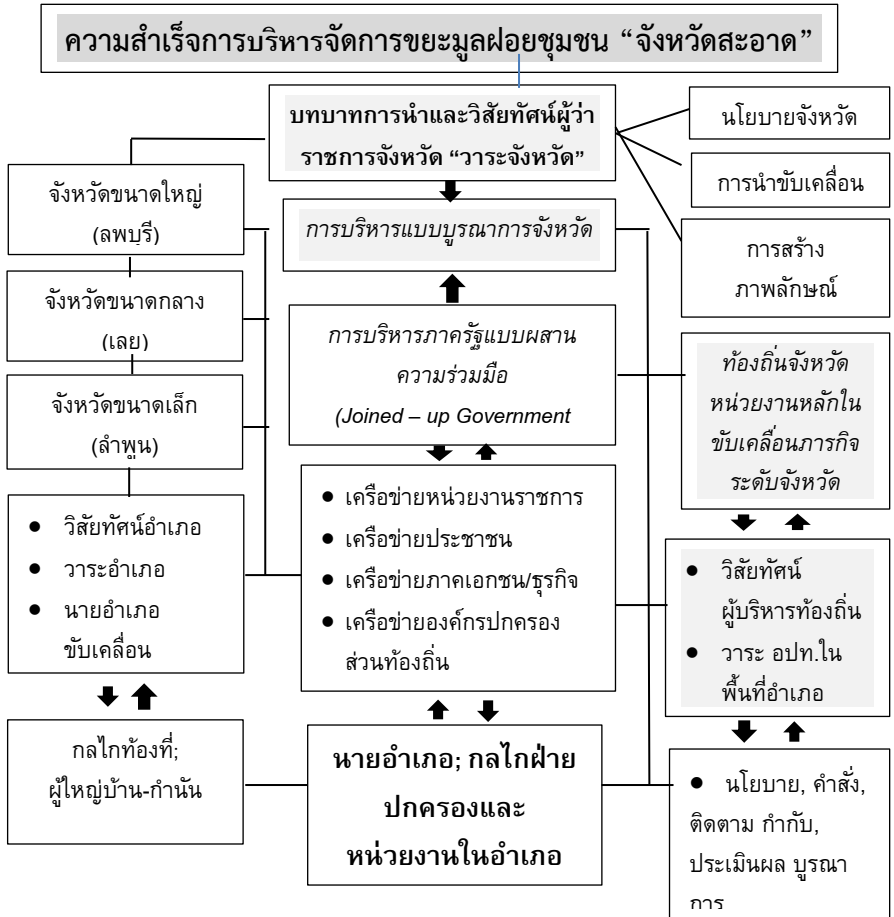 ความสำเร็จการบริหารจัดการขยะมูลฝอยชุมชน “จังหวัดสะอาด”
บทบาทการนำและวิสัยทัศน์ผู้ว่า
ราชการจังหวัด “วาระจังหวัด”
นโยบายจังหวัด
การนำขับเคลื่อน
การสร้าง
ภาพลักษณ์
จังหวัดขนาดใหญ่
(ลพบุรี)
การบริหารแบบบูรณาการจังหวัด
จังหวัดขนาดกลาง
(เลย)
การบริหารภาครัฐแบบผสาน
ความร่วมมือ
(Joined – up Government
ท้องถิ่นจังหวัด
หน่วยงานหลักใน
ขับเคลื่อนภารกิจ
ระดับจังหวัด
จังหวัดขนาดเล็ก
(ลำพูน)
● วิสัยทัศน์อำเภอ
● วาระอำเภอ
● นายอำเภอ
ขับเคลื่อน
● เครือข่ายหน่วยงานราชการ
● เครือข่ายประชาชน
● เครือข่ายภาคเอกชน/ธุรกิจ
● เครือข่ายองค์กรปกครอง
ส่วนท้องถิ่น
● วิสัยทัศน์
ผู้บริหารท้องถิ่น
● วาระ อปท.ใน
พื้นที่อำเภอ
กลไกท้องที่;
ผู้ใหญ่บ้าน-กำนัน
นายอำเภอ; กลไกฝ่าย
ปกครองและ
หน่วยงานในอำเภอ
● นโยบาย, คำสั่ง,
ติดตาม กำกับ,
ประเมินผล บูรณา
การ